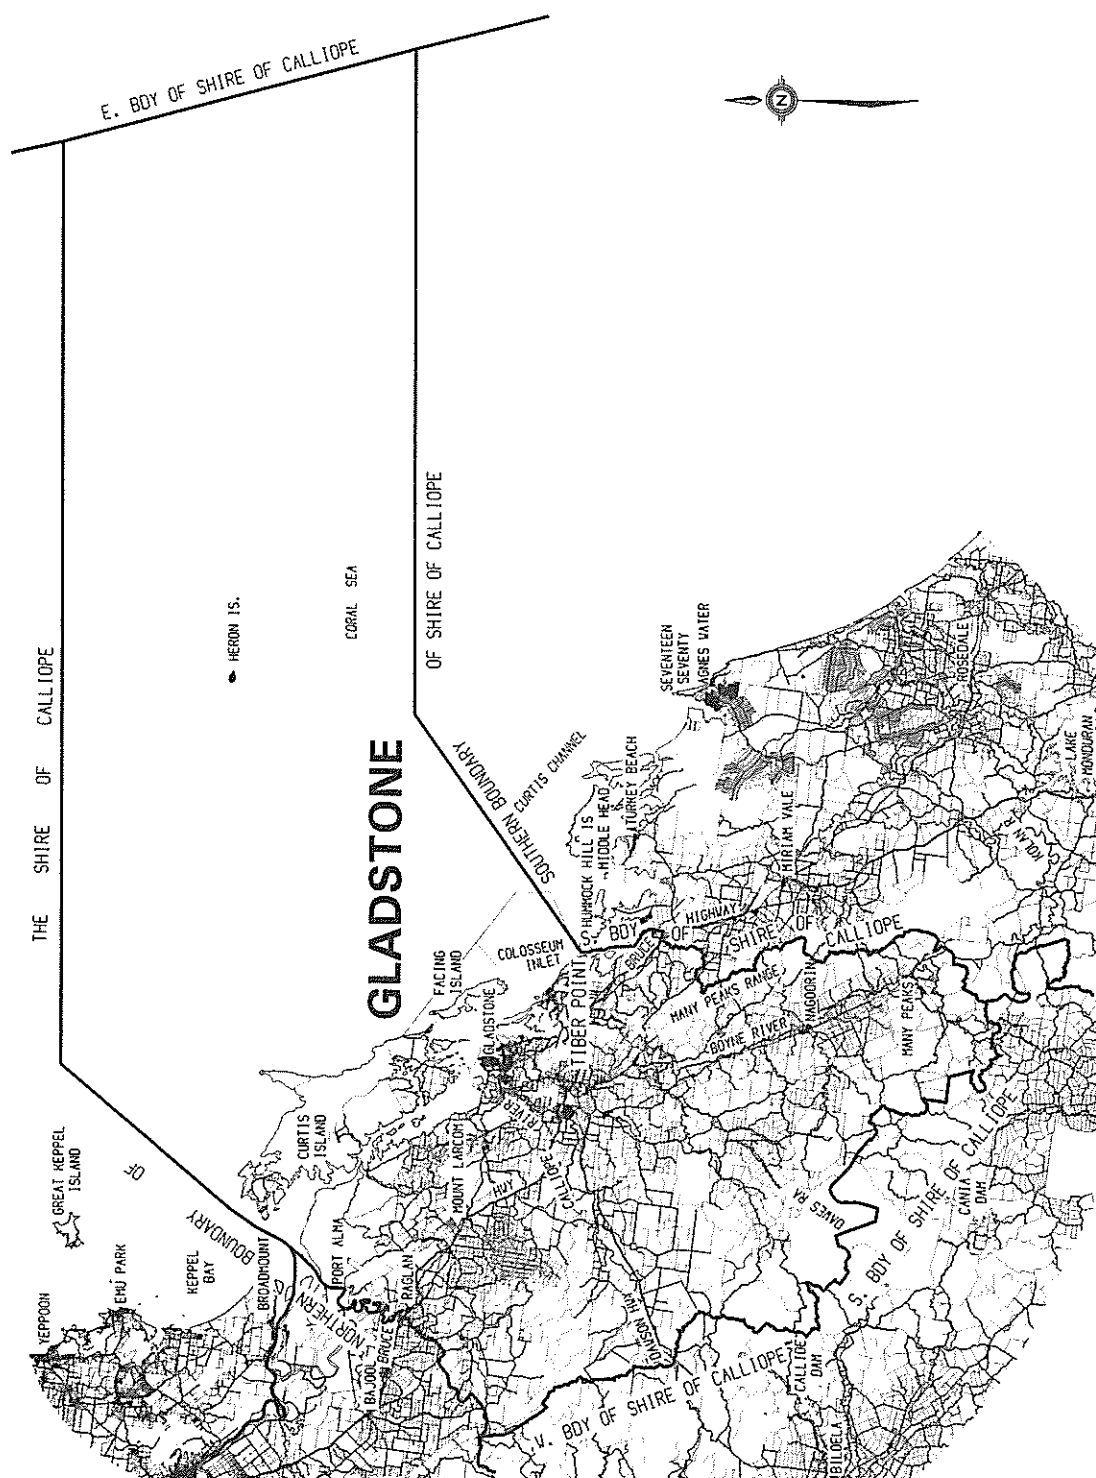 E. BDY OF SHIRE OF CALLIOPE
N
THE SHIRE OF CALLIOPE
OF
BOUNDARY
NORTHERN
HERON IS.
CORAL SEA
OF SHIRE OF CALLIOPE
SOUTHERN BOUNDARY
CURTIS CHANNEL
GLADSTONE
SEVENTEEN
SEVENTY
AGNES WATER
ROSEDALE
LAKE
MONDURAN
KOLAN
MIRIAM VALE
TURKEY BEACH
MIDDLE HEAD
HUMMOCK HILL IS
S. BDY OF SHIRE OF CALLIOPE
BRUCE HIGHWAY
COLOSSEUM
INLET
FACING
ISLAND
GLADSTONE
TIBER POINT
MANY PEAKS RANGE
BOYNE RIVER
NAGOORIN
MANY PEAKS
CURTIS
ISLAND
GREAT KEPPEL
ISLAND
YEPPOON
EMU PARK
KEPPEL
BAY
BROADMOUNT
PORT ALMA
BAJOOL
BRUCE
HWY
RAGLAN
MOUNT LARCOM
CALLIOPE RIVER
DAWSON HWY
DAWES RA
S. BDY OF SHIRE OF CALLIOPE
CANIA
DAM
CALLIDE
DAM
BILOELA
W. BDY OF SHIRE OF CALLIOPE